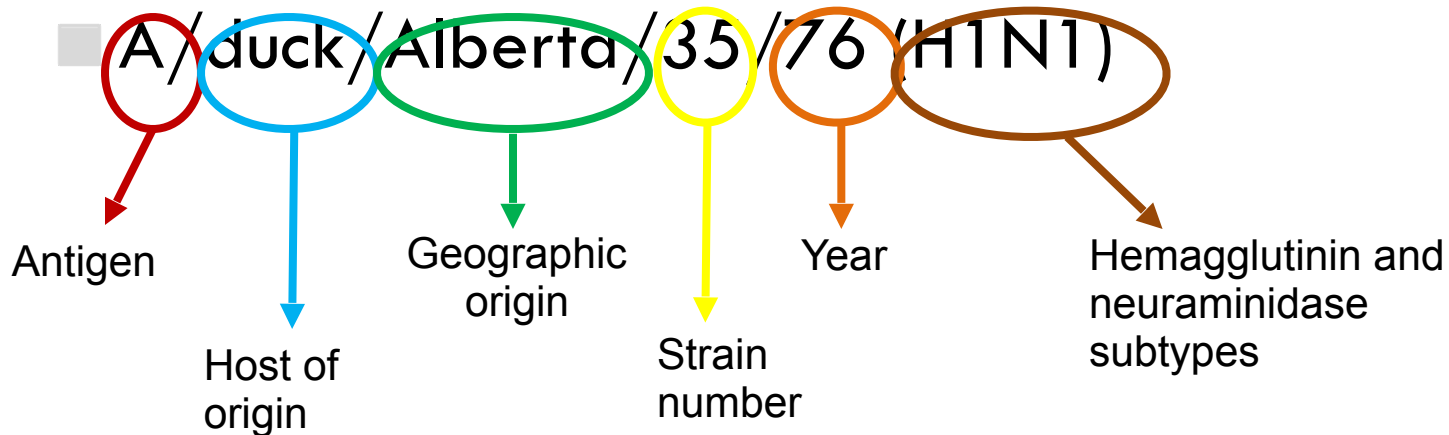 A/duck/Alberta/35/76 (H1N1)
Antigen
Host of
origin
Geographic
origin
Strain
number
Year
Hemagglutinin and
neuraminidase
subtypes